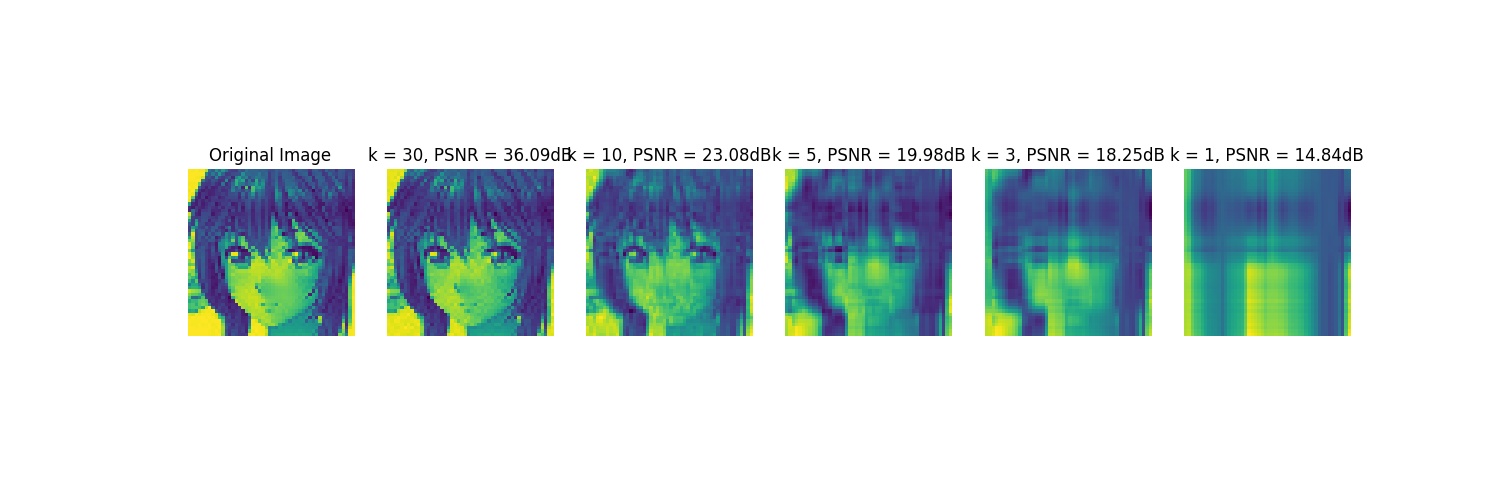 Original Image
k = 30, PSNR = 36.09dB
k = 10, PSNR = 23.08dB
k = 5, PSNR = 19.98dB
k = 3, PSNR = 18.25dB
k = 1, PSNR = 14.84dB